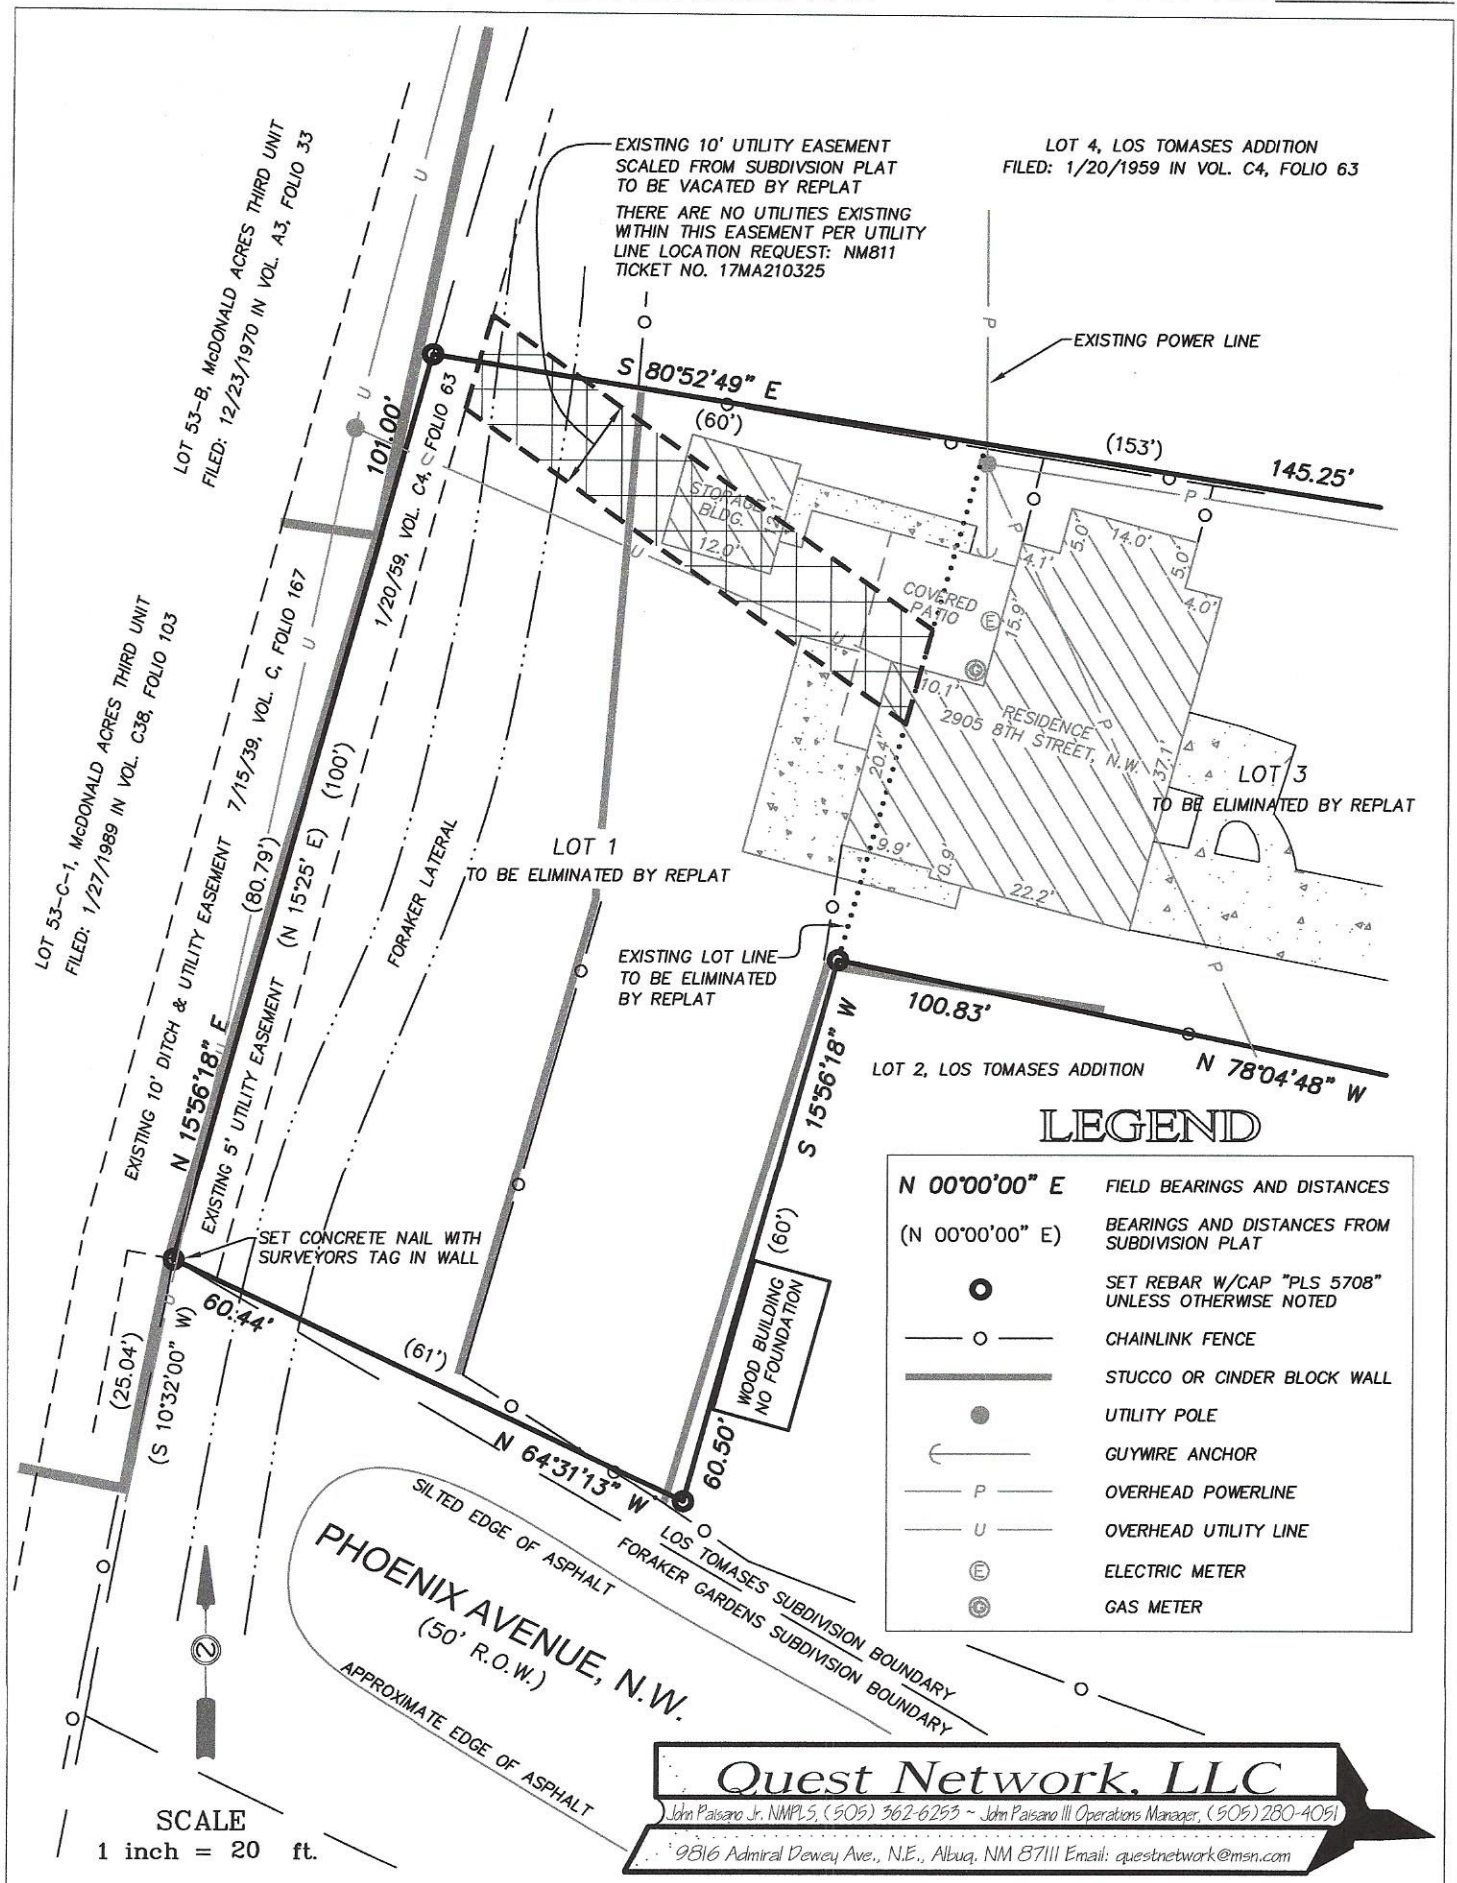 EXISTING 10' UTILITY EASEMENT
SCALED FROM SUBDIVSION PLAT
TO BE VACATED BY REPLAT
THERE ARE NO UTILITIES EXISTING
WITHIN THIS EASEMENT PER UTILITY
LINE LOCATION REQUEST: NM811
TICKET NO. 17MA210325
LOT 4, LOS TOMASES ADDITION
FILED: 1/20/1959 IN VOL. C4, FOLIO 63
LOT 53-B, McDONALD ACRES THIRD UNIT
FILED: 12/23/1970 IN VOL. A3, FOLIO 33
U
P
EXISTING POWER LINE
S 80°52'49" E
(60')
(153')
145.25'
101.00'
U
U
P
STORAGE
BLDG.
12.1'
12.0'
U
P
5.0'
14.0'
5.0'
4.1'
4.0'
COVERED
PATIO
E
15.9'
U
G
10.1'
RESIDENCE
2905 8TH STREET, N.W.
P
37.1'
20.4'
9.9'
0.9'
22.2'
LOT 3
TO BE ELIMINATED BY REPLAT
1/20/59, VOL. C4, FOLIO 63
LOT 53-C-1, McDONALD ACRES THIRD UNIT
FILED: 1/27/1989 IN VOL. C38, FOLIO 103
EXISTING 10' DITCH & UTILITY EASEMENT 7/15/39, VOL. C, FOLIO 167
U
(80.79')
(N 15°25' E) (100')
FORAKER LATERAL
LOT 1
TO BE ELIMINATED BY REPLAT
EXISTING LOT LINE
TO BE ELIMINATED
BY REPLAT
100.83'
P
N 78°04'48" W
LOT 2, LOS TOMASES ADDITION
N 15°56'18" E
U
EXISTING 5' UTILITY EASEMENT
S 15°56'18" W
(60')
SET CONCRETE NAIL WITH
SURVEYORS TAG IN WALL
60.44'
U
(61')
(25.04')
(S 10°32'00" W)
WOOD BUILDING
NO FOUNDATION
60.50'
N 64°31'13" W
LEGEND
N 00°00'00" E FIELD BEARINGS AND DISTANCES
(N 00°00'00" E) BEARINGS AND DISTANCES FROM
SUBDIVISION PLAT
SET REBAR W/CAP "PLS 5708"
UNLESS OTHERWISE NOTED
CHAINLINK FENCE
STUCCO OR CINDER BLOCK WALL
UTILITY POLE
GUYWIRE ANCHOR
P OVERHEAD POWERLINE
U OVERHEAD UTILITY LINE
E ELECTRIC METER
G GAS METER
SILTED EDGE OF ASPHALT
PHOENIX AVENUE, N.W.
(50' R.O.W.)
APPROXIMATE EDGE OF ASPHALT
LOS TOMASES SUBDIVISION BOUNDARY
FORAKER GARDENS SUBDIVISION BOUNDARY
N
SCALE
1 inch = 20 ft.
Quest Network, LLC
John Paisano Jr. NMPLS, (505) 362-6253 ~ John Paisano III Operations Manager, (505)280-4051
9816 Admiral Dewey Ave., N.E., Albuq. NM 87111 Email: questnetwork@msn.com